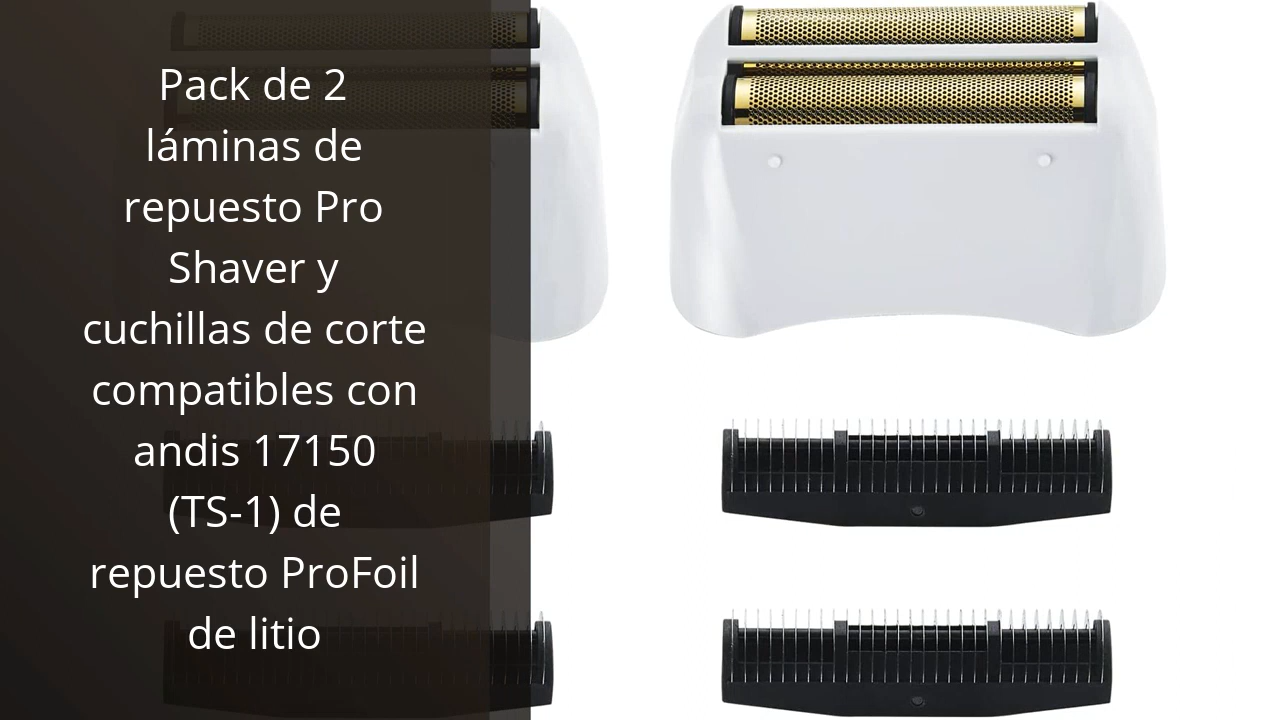 Pack de 2
láminas de
repuesto Pro
Shaver y
cuchillas de corte
compatibles con
andis 17150
(TS-1) de
repuesto ProFoil
de litio